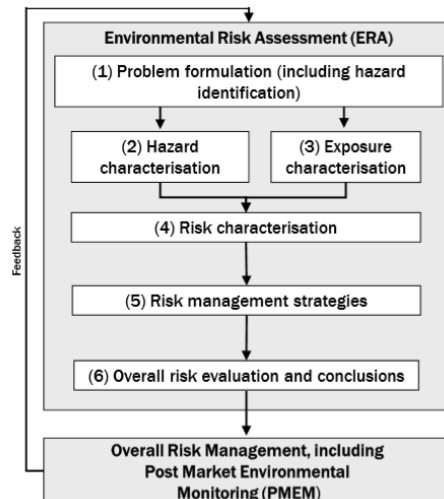 Environmental Risk Assessment (ERA)
(1) Problem formulation (including hazard
identification)
(2) Hazard
characterisation
(3) Exposure
characterisation
(4) Risk characterisation
Feedback
(5) Risk management strategies
(6) Overall risk evaluation and conclusions
Overall Risk Management, including
Post Market Environmental
Monitoring (PMEM)